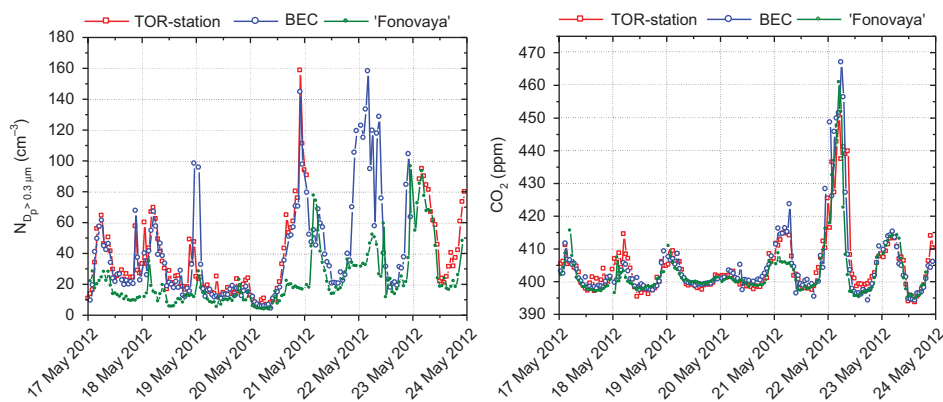 TOR-station BEC 'Fonovaya'
N_Dp> 0.3 μm (cm⁻³)
180
160
140
120
100
80
60
40
20
0
17 May 2012
18 May 2012
19 May 2012
20 May 2012
21 May 2012
22 May 2012
23 May 2012
24 May 2012
TOR-station BEC 'Fonovaya'
CO₂ (ppm)
470
460
450
440
430
420
410
400
390
17 May 2012
18 May 2012
19 May 2012
20 May 2012
21 May 2012
22 May 2012
23 May 2012
24 May 2012